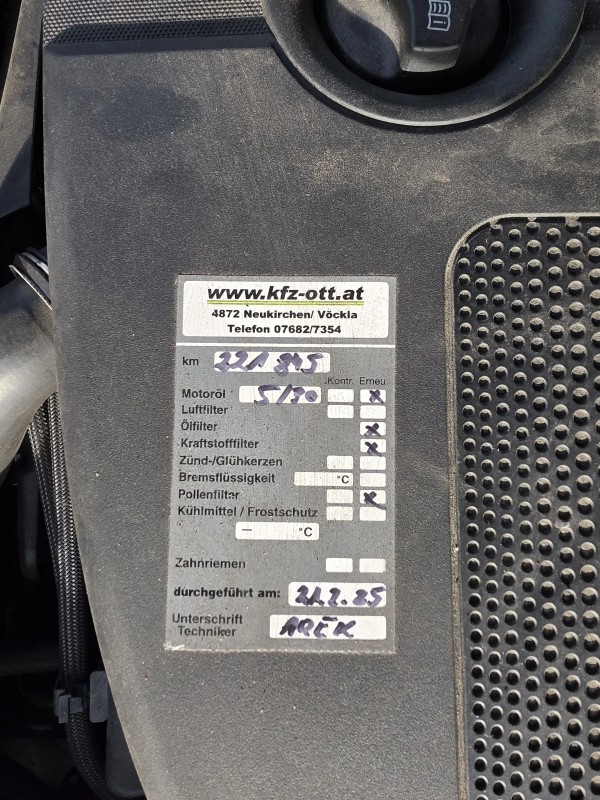 www.kfz-ott.at
4872 Neukirchen/ Vöckla
Telefon 07682/7354
km 221 845
Kontr. Erneu
Motoröl 5/30 x
Luftfilter
Ölfilter x
Kraftstofffilter x
Zünd-/Glühkerzen
Bremsflüssigkeit °C
Pollenfilter x
Kühlmittel / Frostschutz
– °C
Zahnriemen
durchgeführt am: 21.2.25
Unterschrift
Techniker AREK